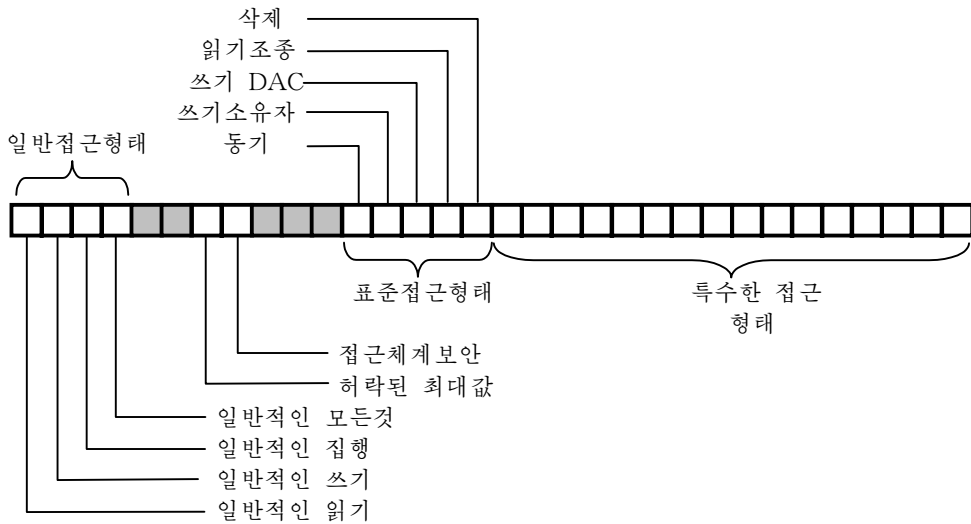 삭제
읽기조종
쓰기 DAC
쓰기소유자
동기
일반접근형태
표준접근형태
특수한 접근
형태
접근체계보안
허락된 최대값
일반적인 모든것
일반적인 집행
일반적인 쓰기
일반적인 읽기